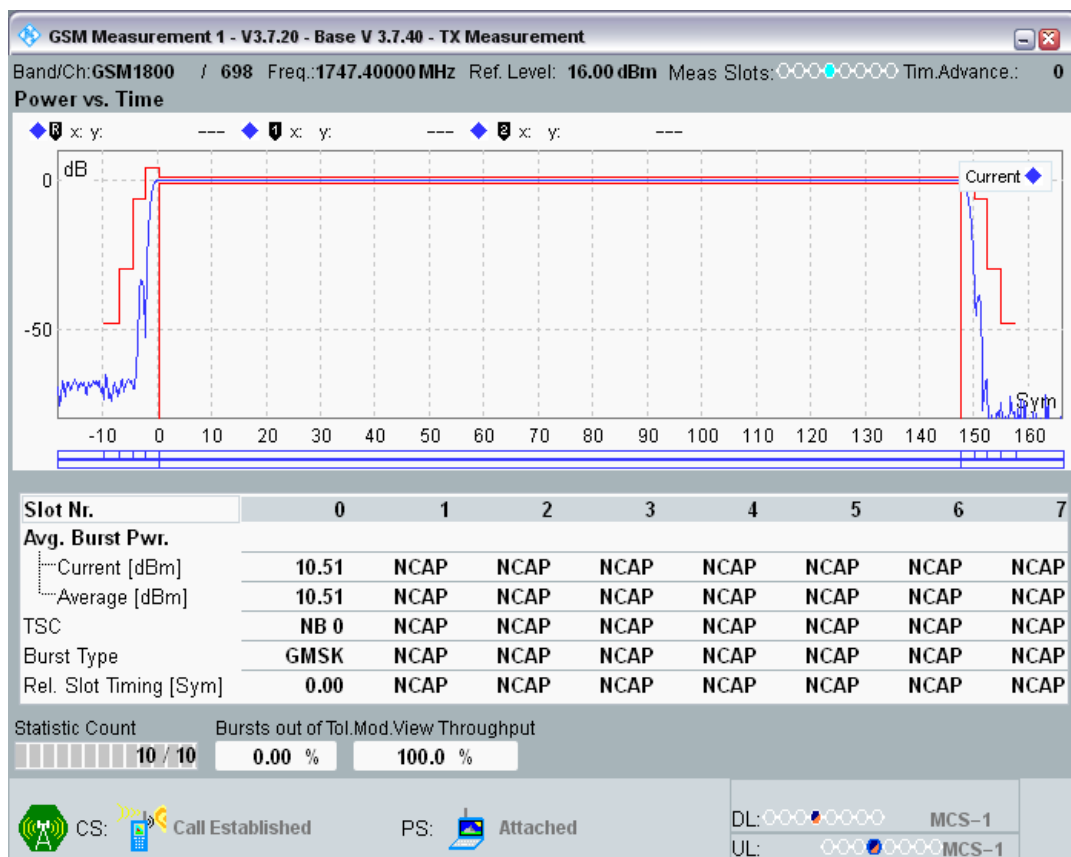 GSM Measurement 1 - V3.7.20 - Base V 3.7.40 - TX Measurement
Band/Ch:GSM1800 / 698 Freq.:1747.40000 MHz Ref. Level: 16.00 dBm Meas Slots: Tim.Advance.: 0
Power vs. Time
R x: y: --- 1 x: y: --- 2 x: y: ---
dB
Current
0
-50
Sym
-10 0 10 20 30 40 50 60 70 80 90 100 110 120 130 140 150 160
Slot Nr. 0 1 2 3 4 5 6 7
Avg. Burst Pwr.
Current [dBm] 10.51 NCAP NCAP NCAP NCAP NCAP NCAP NCAP
Average [dBm] 10.51 NCAP NCAP NCAP NCAP NCAP NCAP NCAP
TSC NB 0 NCAP NCAP NCAP NCAP NCAP NCAP NCAP
Burst Type GMSK NCAP NCAP NCAP NCAP NCAP NCAP NCAP
Rel. Slot Timing [Sym] 0.00 NCAP NCAP NCAP NCAP NCAP NCAP NCAP
Statistic Count Bursts out of Tol. Mod.View Throughput
10 / 10 0.00 % 100.0 %
CS: Call Established PS: Attached DL: MCS-1
UL: MCS-1